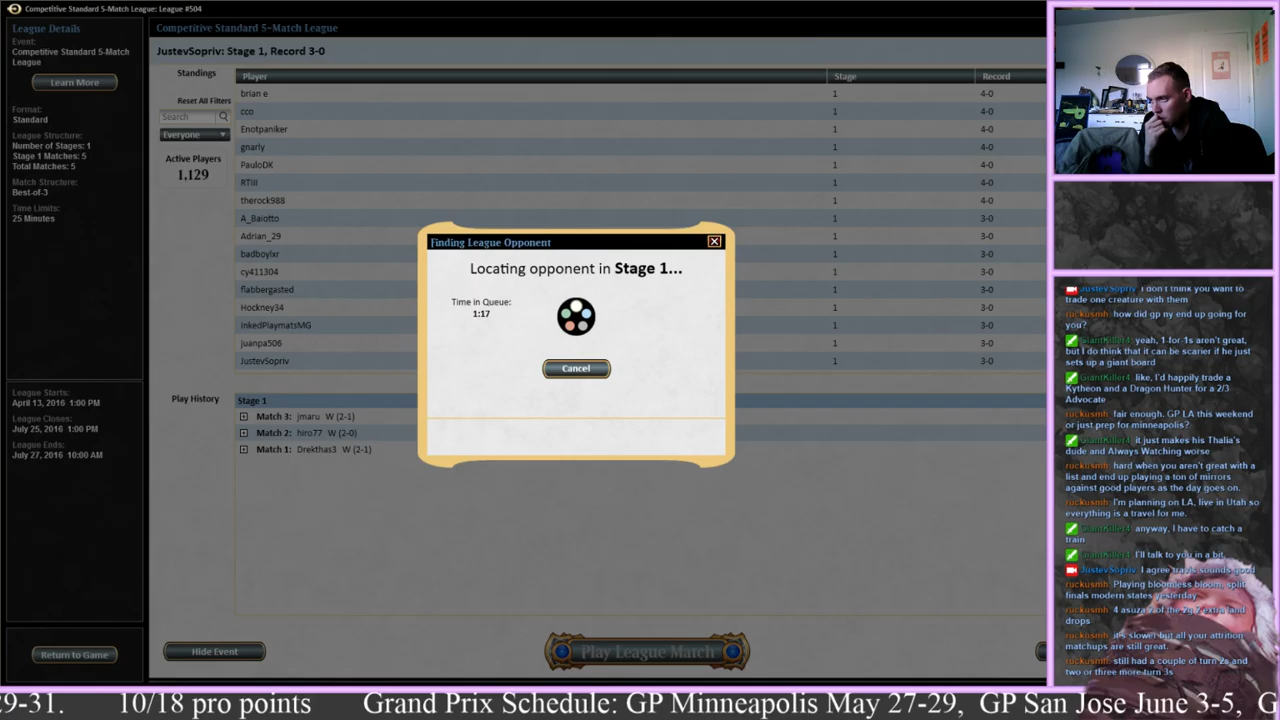 Competitive Standard 5-Match League: League #504
League Details
Event:
Competitive Standard 5-Match
League
Learn More
Format:
Standard
League Structure:
Number of Stages: 1
Stage 1 Matches: 5
Total Matches: 5
Match Structure:
Best-of-3
Time Limits:
25 Minutes
League Starts:
April 13, 2016 1:00 PM
League Closes:
July 25, 2016 1:00 PM
League Ends:
July 27, 2016 10:00 AM
Return to Game
Competitive Standard 5-Match League
JustevSopriv: Stage 1, Record 3-0
Standings
Reset All Filters
Search
Everyone
Active Players
1,129
Player Stage Record
brian e 1 4-0
cco 1 4-0
Enotpaniker 1 4-0
gnarly 1 4-0
PauloDK 1 4-0
RTIII 1 4-0
therock988 1 4-0
A_Baiotto 1 3-0
Adrian_29 1 3-0
badboylxr 1 3-0
cy411304 1 3-0
flabbergasted 1 3-0
Hockney34 1 3-0
InkedPlaymatsMG 1 3-0
juanpa506 1 3-0
JustevSopriv 1 3-0
Finding League Opponent
Locating opponent in Stage 1...
Time in Queue:
1:17
Cancel
Play History
Stage 1
Match 3: jmaru W (2-1)
Match 2: hiro77 W (2-0)
Match 1: Drekthas3 W (2-1)
Hide Event
Play League Match
JustevSopriv: I don't think you want to
trade one creature with them
ruckusmh: how did gp ny end up going for
you?
GiantKiller4: yeah, 1-for-1s aren't great,
but I do think that it can be scarier if he just
sets up a giant board
GiantKiller4: like, I'd happily trade a
Kytheon and a Dragon Hunter for a 2/3
Advocate
ruckusmh: fair enough. GP LA this weekend
or just prep for minneapolis?
GiantKiller4: it just makes his Thalia's
dude and Always Watching worse
ruckusmh: hard when you aren't great with a
list and end up playing a ton of mirrors
against good players as the day goes on.
ruckusmh: I'm planning on LA, live in Utah so
everything is a travel for me.
GiantKiller4: anyway, I have to catch a
train
GiantKiller4: I'll talk to you in a bit,
JustevSopriv: I agree travis sounds good
ruckusmh: Playing bloomless bloom, split
finals modern states yesterday
ruckusmh: 4 asuza 2 of the 2g 2 extra land
drops
ruckusmh: it's slower but all your attrition
matchups are still great.
ruckusmh: still had a couple of turn 2s and
two or three more turn 3s
29-31. 10/18 pro points Grand Prix Schedule: GP Minneapolis May 27-29, GP San Jose June 3-5, G